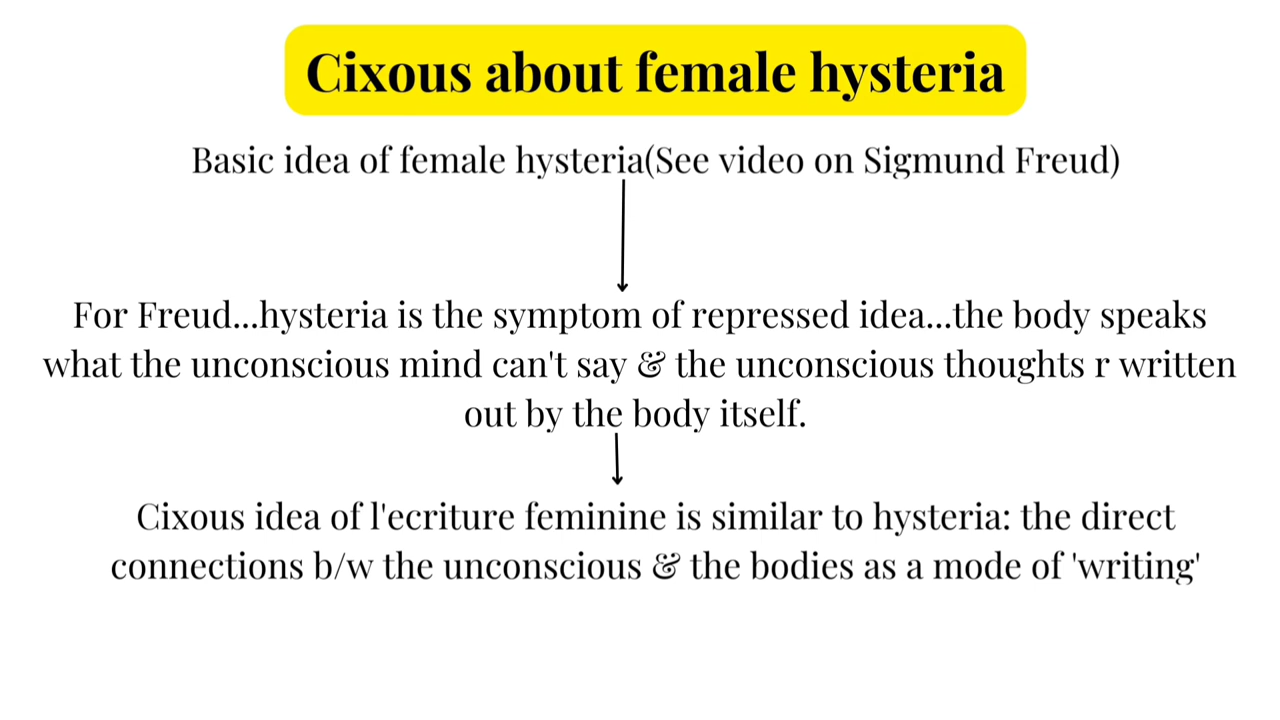 Cixous about female hysteria
Basic idea of female hysteria(See video on Sigmund Freud)
For Freud...hysteria is the symptom of repressed idea...the body speaks
what the unconscious mind can't say & the unconscious thoughts r written
out by the body itself.
Cixous idea of l'ecriture feminine is similar to hysteria: the direct
connections b/w the unconscious & the bodies as a mode of 'writing'